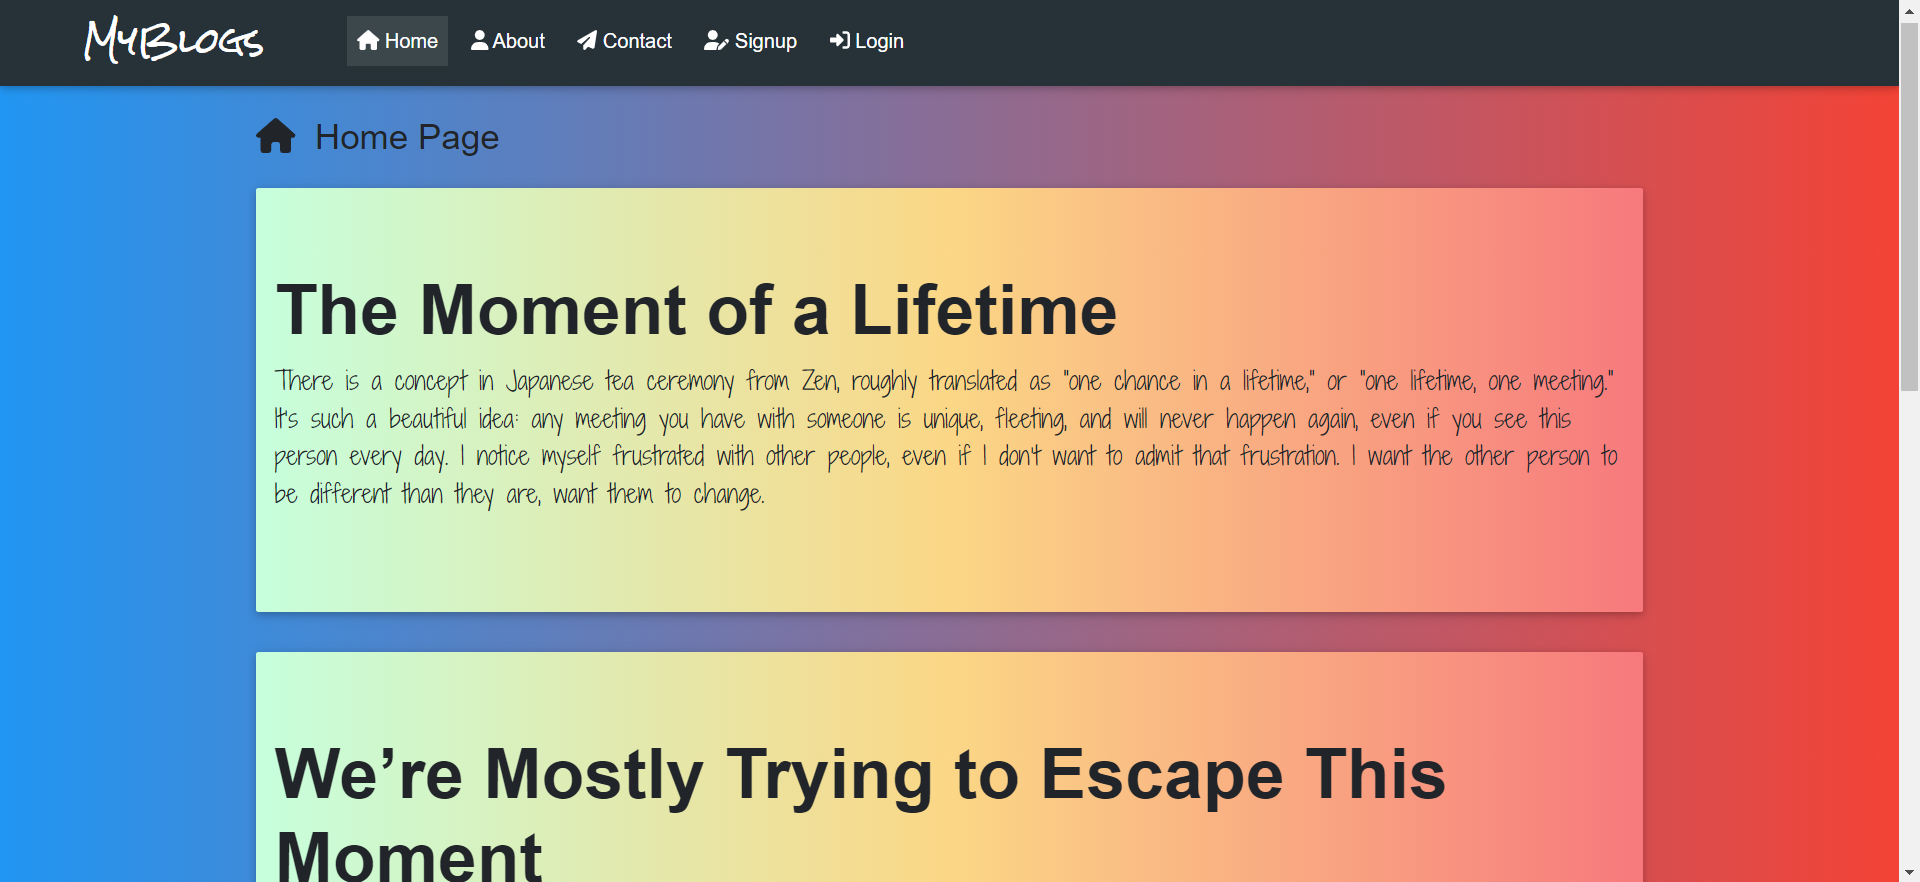 MyBlogs
Home About Contact Signup Login
Home Page
The Moment of a Lifetime
There is a concept in Japanese tea ceremony from Zen, roughly translated as "one chance in a lifetime," or "one lifetime, one meeting."
It's such a beautiful idea: any meeting you have with someone is unique, fleeting, and will never happen again, even if you see this
person every day. I notice myself frustrated with other people, even if I don't want to admit that frustration. I want the other person to
be different than they are, want them to change.
We’re Mostly Trying to Escape This
Moment